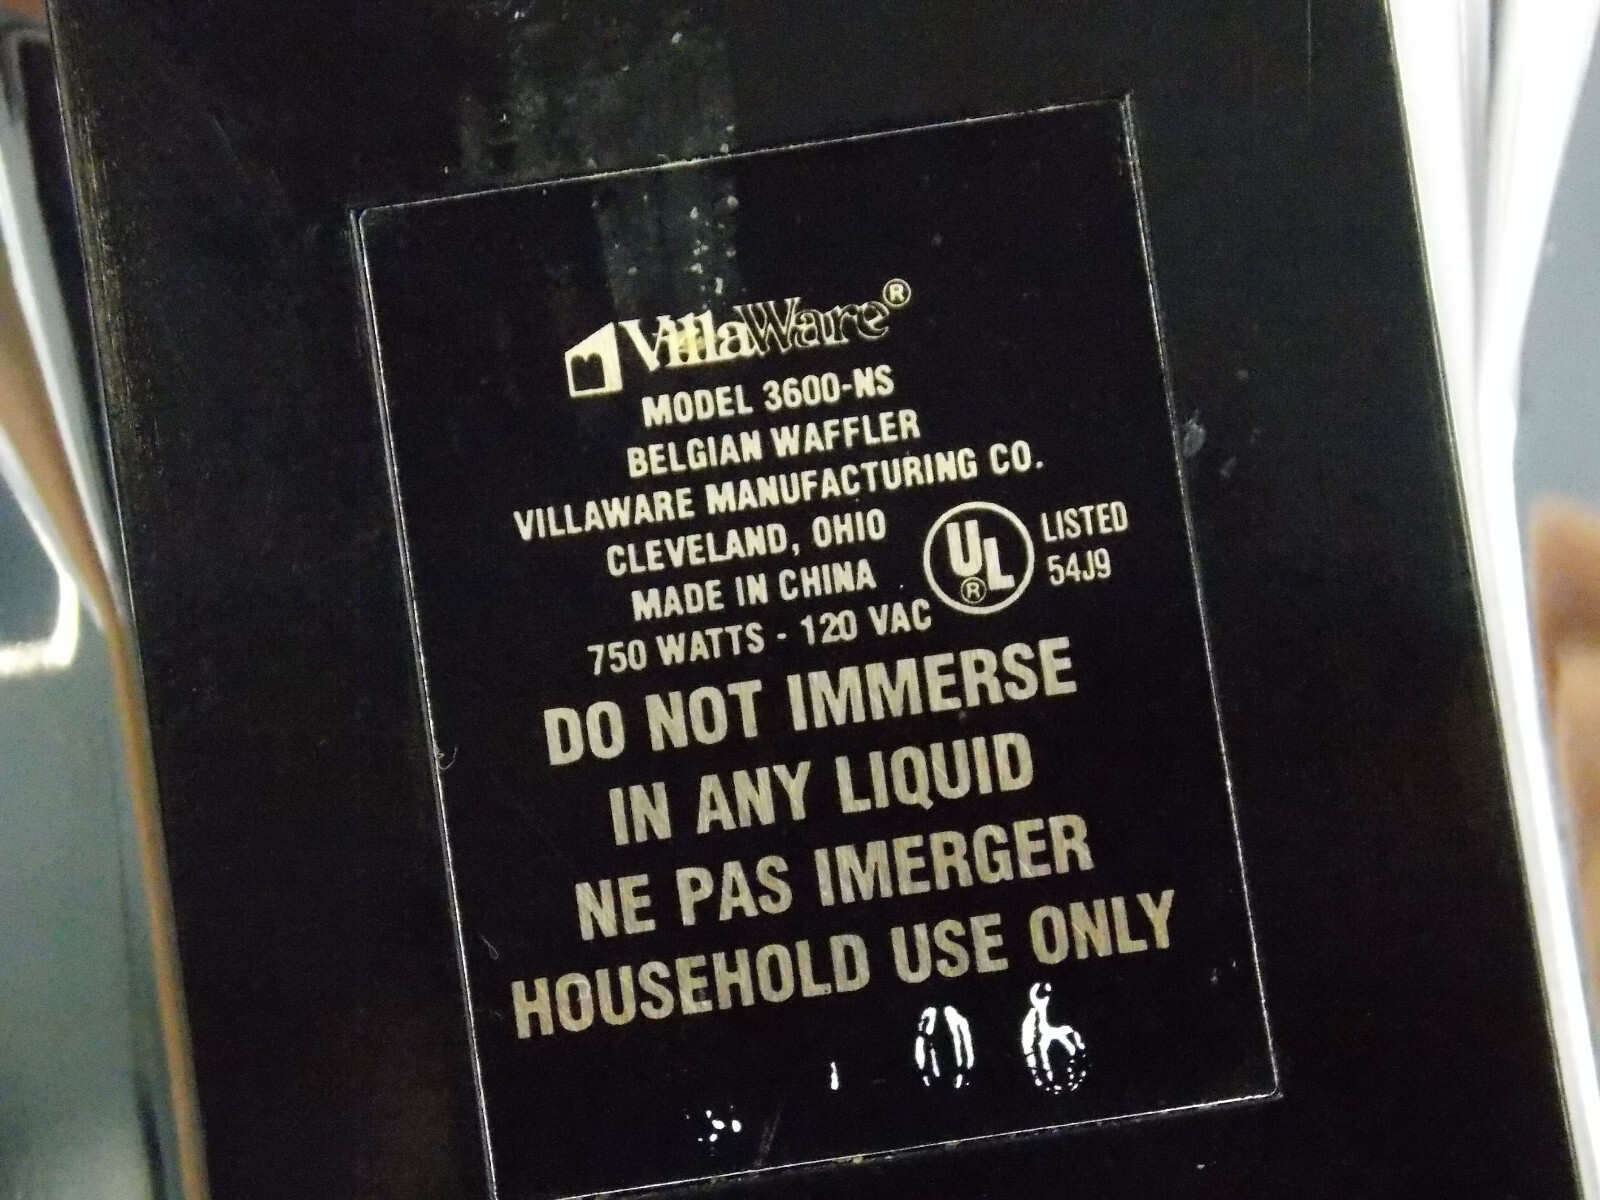 VillaWare®
MODEL 3600-NS
BELGIAN WAFFLER
VILLAWARE MANUFACTURING CO.
CLEVELAND, OHIO
MADE IN CHINA
750 WATTS - 120 VAC
UL®
LISTED
54J9
DO NOT IMMERSE
IN ANY LIQUID
NE PAS IMERGER
HOUSEHOLD USE ONLY